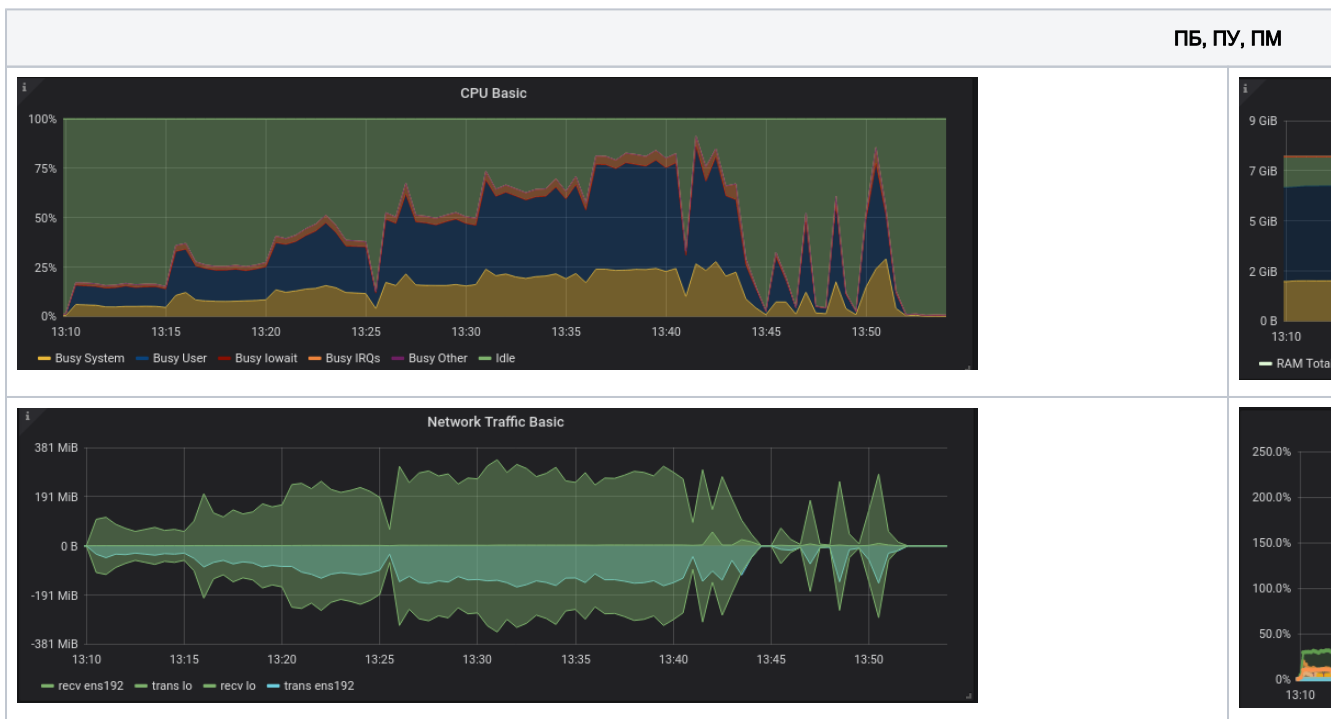 ПБ, ПУ, ПМ
i
CPU Basic
100%
75%
50%
25%
0%
13:10 13:15 13:20 13:25 13:30 13:35 13:40 13:45 13:50
Busy System Busy User Busy Iowait Busy IRQs Busy Other Idle
i
9 GiB
7 GiB
5 GiB
2 GiB
0 B
13:10
RAM Tota
i
Network Traffic Basic
381 MiB
191 MiB
0 B
-191 MiB
-381 MiB
13:10 13:15 13:20 13:25 13:30 13:35 13:40 13:45 13:50
recv ens192 trans lo recv lo trans ens192
250.0%
200.0%
150.0%
100.0%
50.0%
0%
13:10